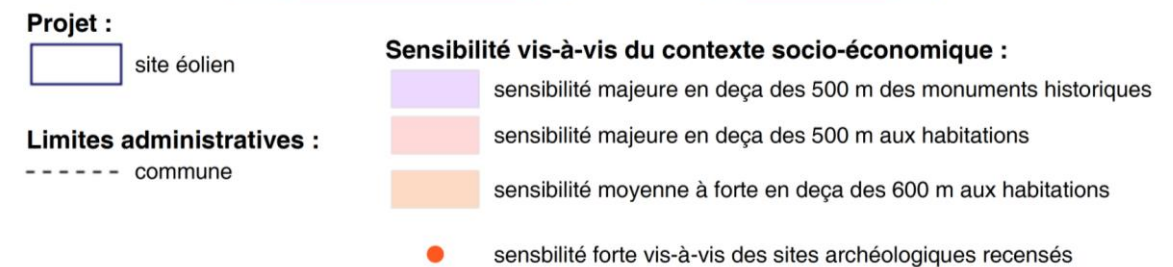 Projet :
site éolien
Limites administratives :
commune
Sensibilité vis-à-vis du contexte socio-économique :
sensibilité majeure en deça des 500 m des monuments historiques
sensibilité majeure en deça des 500 m aux habitations
sensibilité moyenne à forte en deça des 600 m aux habitations
sensbilité forte vis-à-vis des sites archéologiques recensés